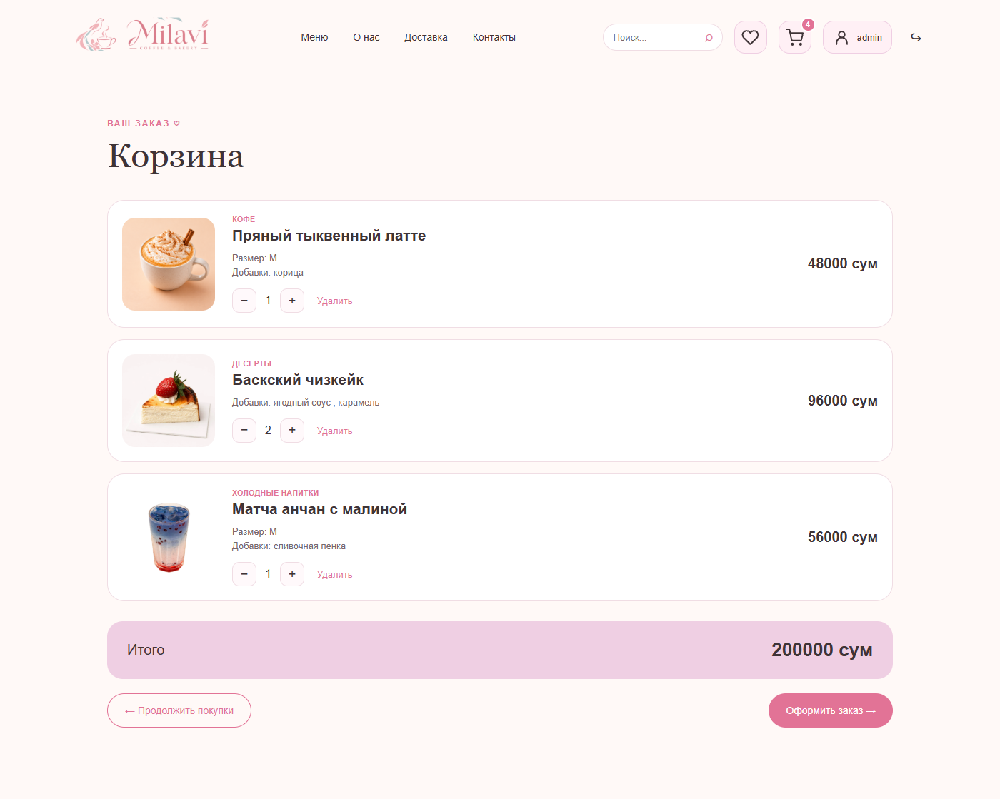 Milavi
COFFEE & BAKERY
Меню
О нас
Доставка
Контакты
Поиск...
4
admin
ВАШ ЗАКАЗ ♡
Корзина
КОФЕ
Пряный тыквенный латте
Размер: M
Добавки: корица
− 1 + Удалить
48000 сум
ДЕСЕРТЫ
Баскский чизкейк
Добавки: ягодный соус , карамель
− 2 + Удалить
96000 сум
ХОЛОДНЫЕ НАПИТКИ
Матча анчан с малиной
Размер: M
Добавки: сливочная пенка
− 1 + Удалить
56000 сум
Итого
200000 сум
← Продолжить покупки
Оформить заказ →